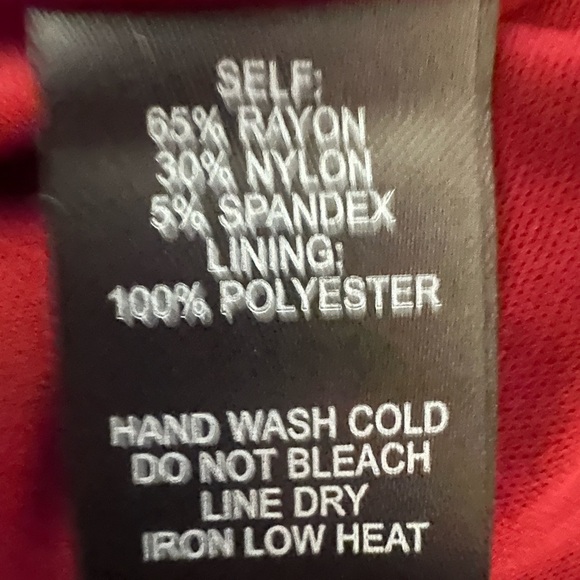 SELF:
65% RAYON
30% NYLON
5% SPANDEX
LINING:
100% POLYESTER
HAND WASH COLD
DO NOT BLEACH
LINE DRY
IRON LOW HEAT